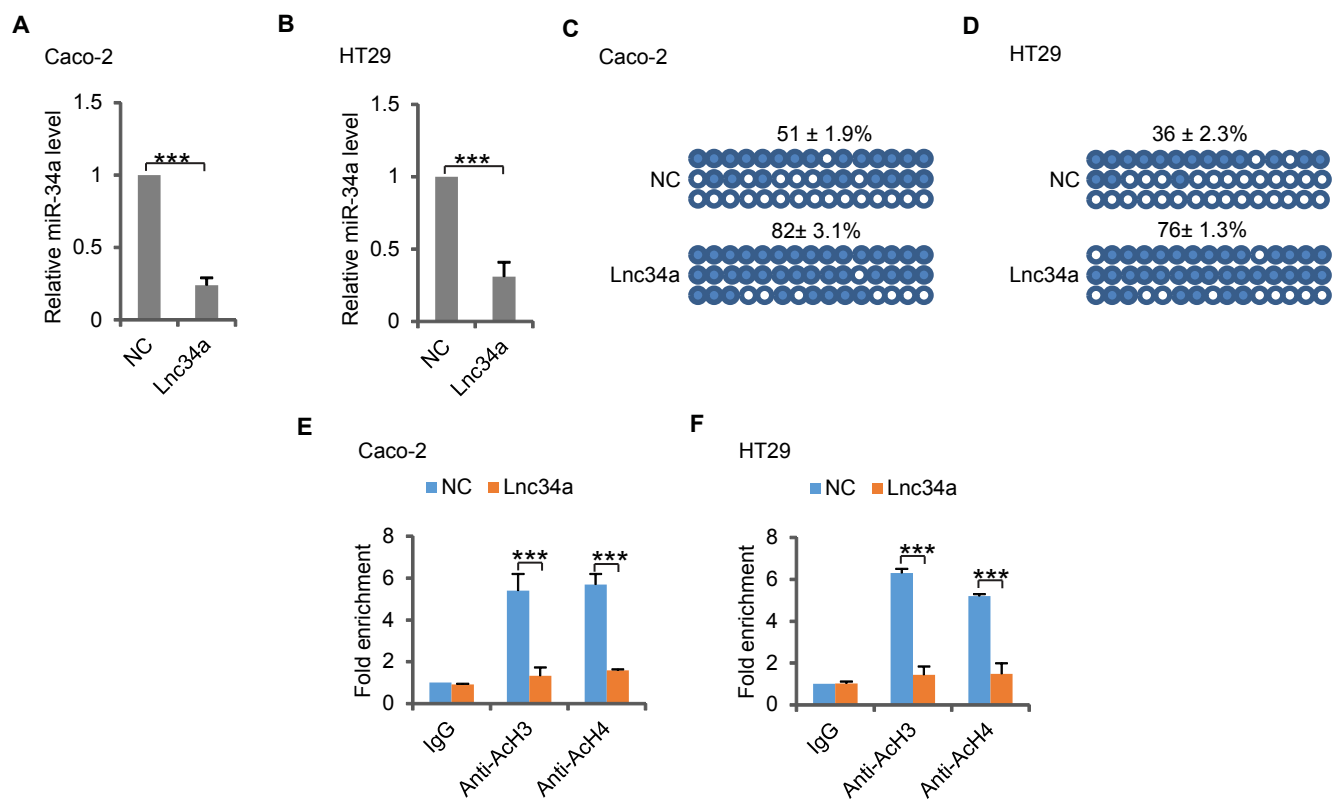 A
Caco-2
Relative miR-34a level
1.5
1
0.5
0
***
NC
Lnc34a
B
HT29
Relative miR-34a level
1.5
1
0.5
0
***
NC
Lnc34a
C
Caco-2
51 ± 1.9%
NC
82± 3.1%
Lnc34a
D
HT29
36 ± 2.3%
NC
76± 1.3%
Lnc34a
E
Caco-2
NC Lnc34a
Fold enrichment
8
6
4
2
0
*** ***
IgG
Anti-AcH3
Anti-AcH4
F
HT29
NC Lnc34a
Fold enrichment
8
6
4
2
0
***
***
IgG
Anti-AcH3
Anti-AcH4